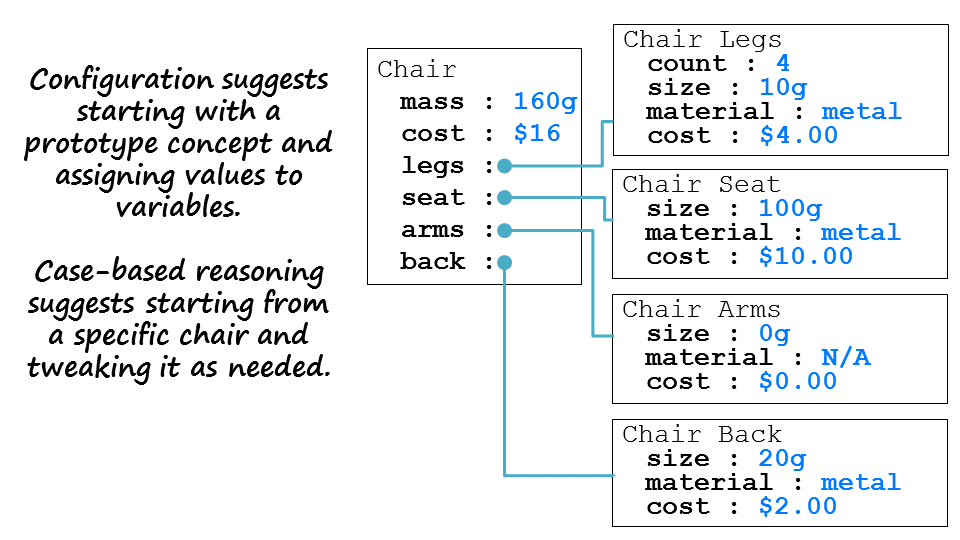 Configuration suggests
starting with a
prototype concept and
assigning values to
variables.
Case-based reasoning
suggests starting from
a specific chair and
tweaking it as needed.
Chair
mass : 160g
cost : $16
legs :
seat :
arms :
back :
Chair Legs
count : 4
size : 10g
material : metal
cost : $4.00
Chair Seat
size : 100g
material : metal
cost : $10.00
Chair Arms
size : 0g
material : N/A
cost : $0.00
Chair Back
size : 20g
material : metal
cost : $2.00